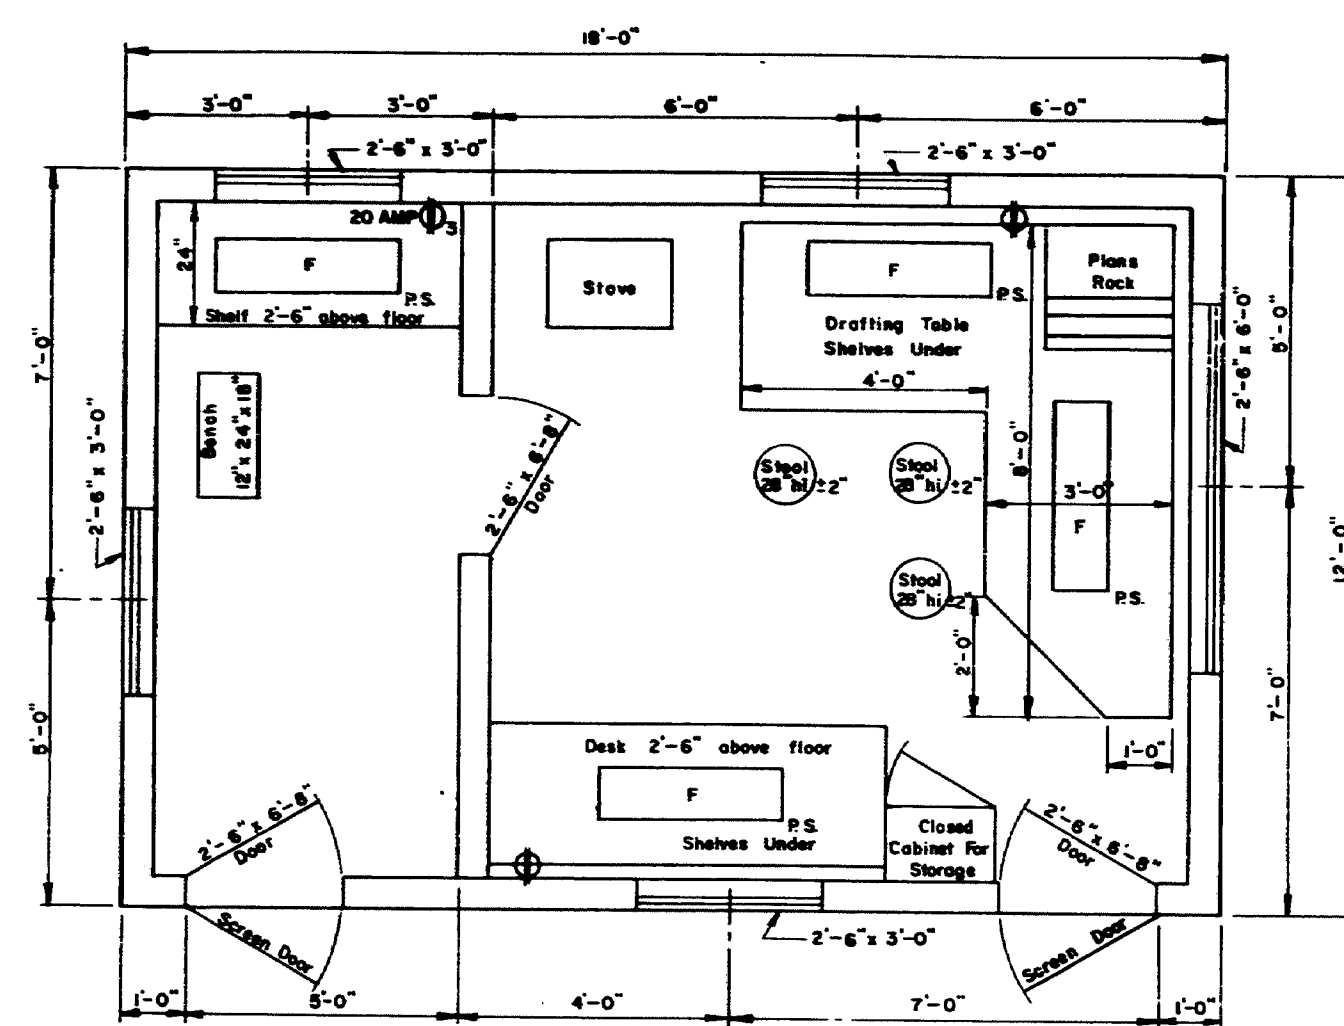 18'-0"
3'-0"
3'-0"
6'-0"
6'-0"
2'-6" x 3'-0"
2'-6" x 3'-0"
20 AMP
3
24"
F
P.S.
Shelf 2'-6" above floor
Stove
F
P.S.
Drafting Table
Shelves Under
4'-0"
Plans
Rack
7'-0"
5'-0"
2'-6" x 6'-0"
2'-6" x 3'-0"
Bench
12" x 24" x 18"
2'-6" x 6'-8"
Door
Stool
28" hi ±2"
Stool
28" hi ±2"
8'-0"
3'-0"
F
P.S.
12'-0"
Stool
28" hi ±2"
2'-0"
5'-0"
7'-0"
1'-0"
Desk 2'-6" above floor
F
P.S.
Shelves Under
Closed
Cabinet For
Storage
2'-6" x 6'-8"
Door
2'-6" x 6'-8"
Door
Screen Door
Screen Door
2'-6" x 3'-0"
1'-0"
5'-0"
4'-0"
7'-0"
1'-0"